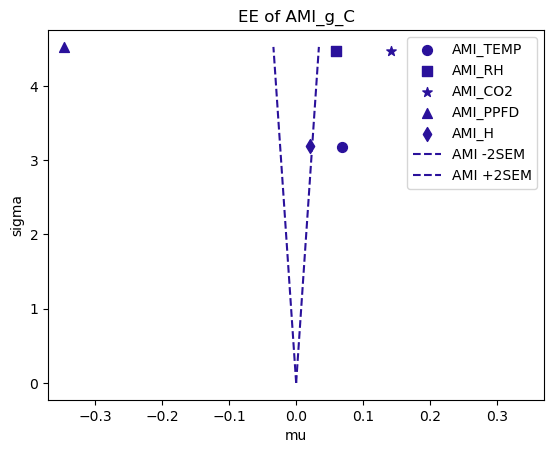 EE of AMI_g_C
AMI_TEMP
AMI_RH
AMI_CO2
AMI_PPFD
AMI_H
AMI -2SEM
AMI +2SEM
sigma
4
3
2
1
0
−0.3
−0.2
−0.1
0.0
0.1
0.2
0.3
mu